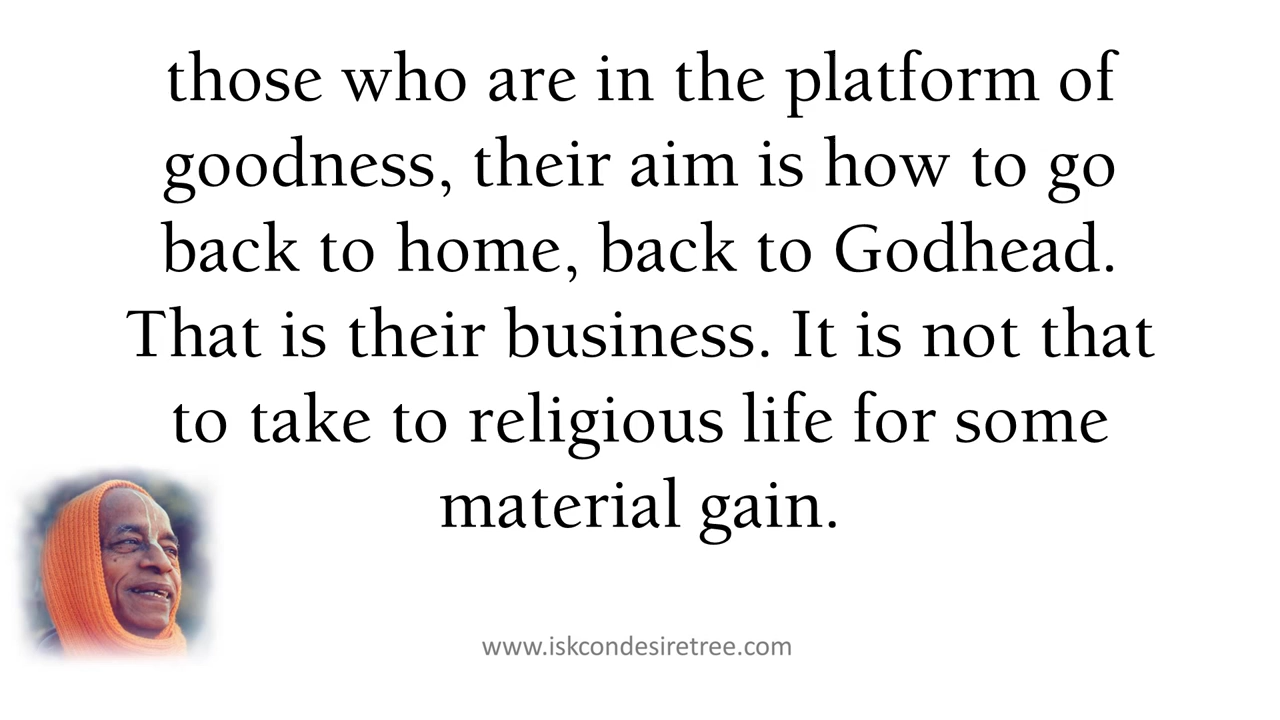 those who are in the platform of
goodness, their aim is how to go
back to home, back to Godhead.
That is their business. It is not that
to take to religious life for some
material gain.
www.iskcondesiretree.com